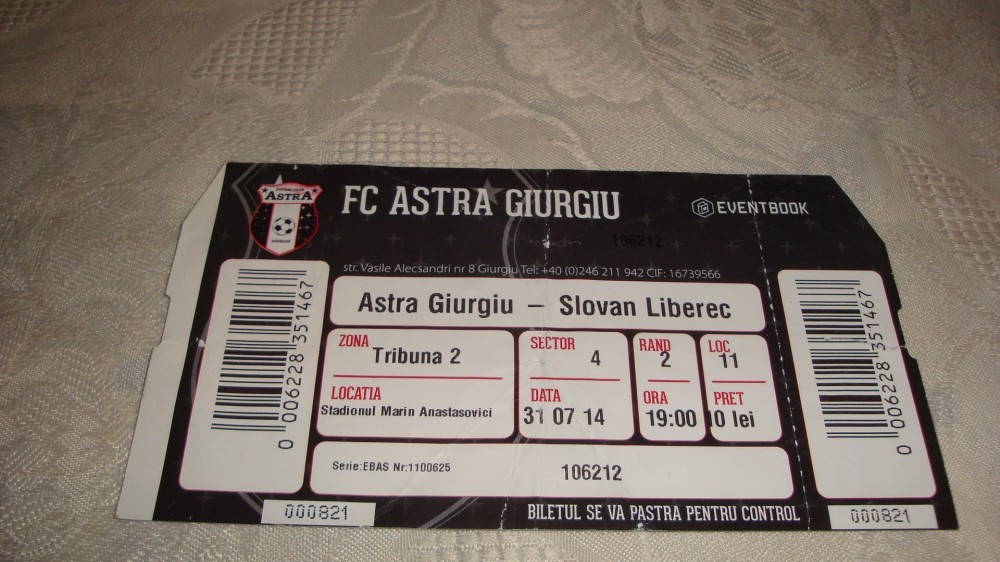 FOTBAL CLUB
ASTRA
GIURGIU
FC ASTRA GIURGIU
EVENTBOOK
106212
str. Vasile Alecsandri nr 8 Giurgiu Tel: +40 (0)246 211 942 CIF: 16739566
Astra Giurgiu – Slovan Liberec
ZONA
Tribuna 2
SECTOR
4
RAND
2
LOC
11
LOCATIA
Stadionul Marin Anastasovici
DATA
31 07 14
ORA
19:00
PRET
10 lei
Serie:EBAS Nr:1100625
106212
0 006228 351467
0 006228 351467
000821
BILETUL SE VA PASTRA PENTRU CONTROL
000821